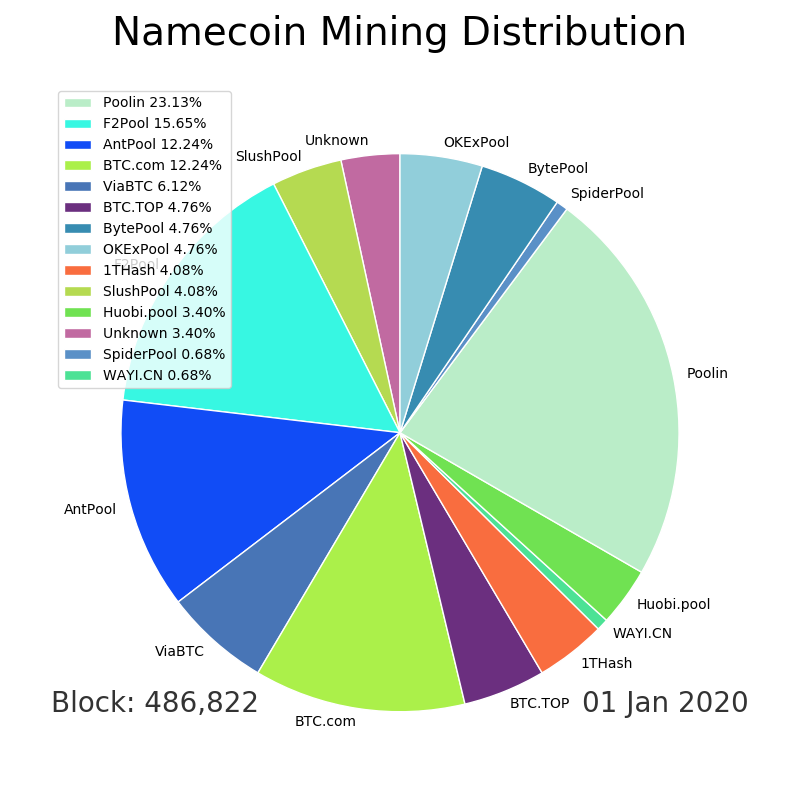 Namecoin Mining Distribution
Poolin 23.13%
F2Pool 15.65%
AntPool 12.24%
BTC.com 12.24%
ViaBTC 6.12%
BTC.TOP 4.76%
BytePool 4.76%
OKExPool 4.76%
1THash 4.08%
SlushPool 4.08%
Huobi.pool 3.40%
Unknown 3.40%
SpiderPool 0.68%
WAYI.CN 0.68%
Unknown
OKExPool
SlushPool
BytePool
SpiderPool
F2Pool
Poolin
AntPool
Huobi.pool
WAYI.CN
ViaBTC
1THash
BTC.TOP
BTC.com
Block: 486,822
01 Jan 2020